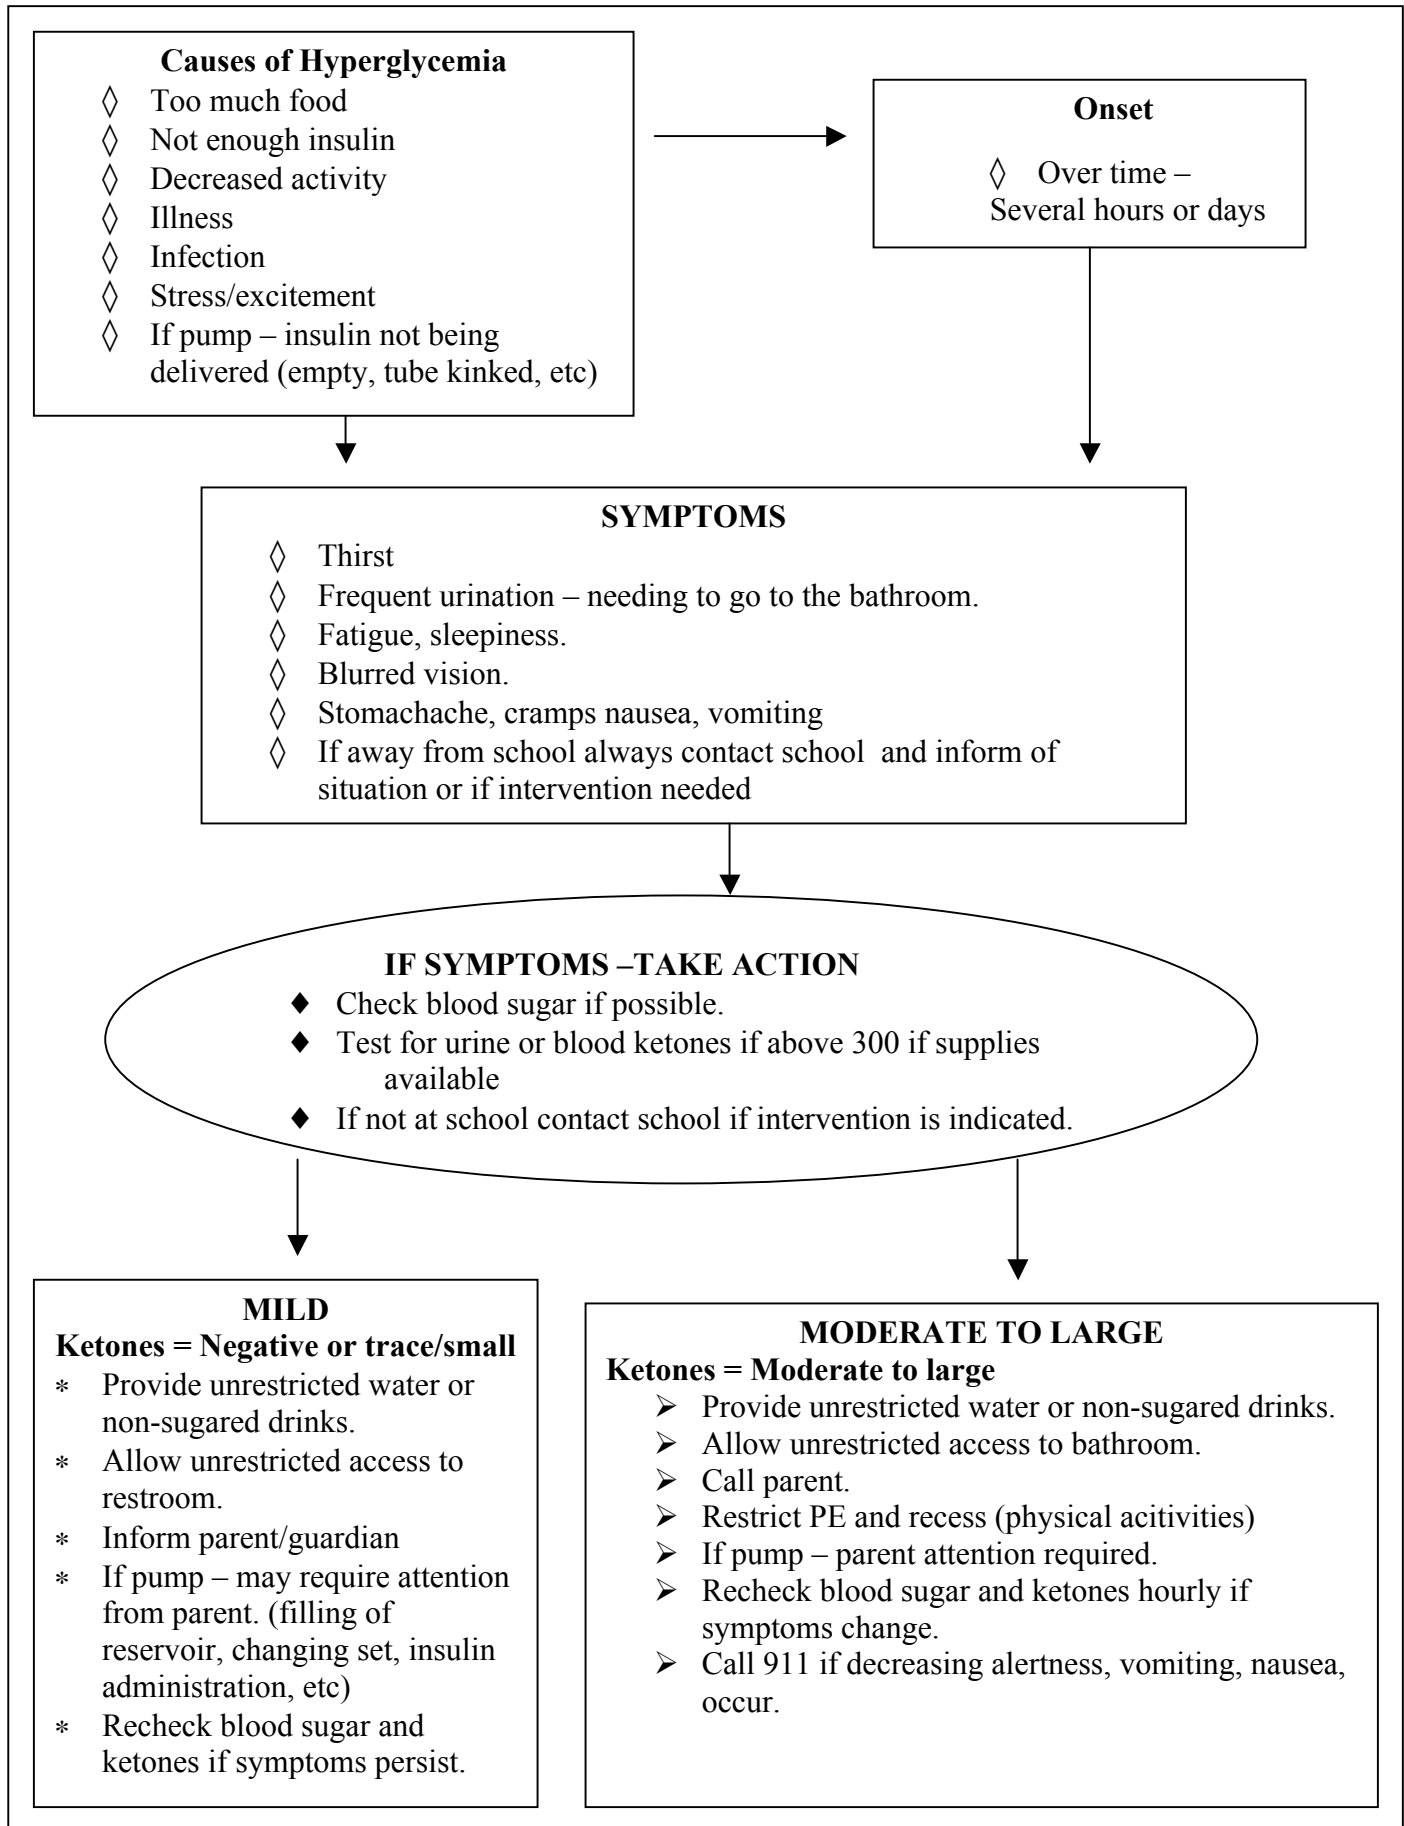 Causes of Hyperglycemia
◊ Too much food
◊ Not enough insulin
◊ Decreased activity
◊ Illness
◊ Infection
◊ Stress/excitement
◊ If pump – insulin not being
delivered (empty, tube kinked, etc)
Onset
◊ Over time –
Several hours or days
SYMPTOMS
◊ Thirst
◊ Frequent urination – needing to go to the bathroom.
◊ Fatigue, sleepiness.
◊ Blurred vision.
◊ Stomachache, cramps nausea, vomiting
◊ If away from school always contact school  and inform of
situation or if intervention needed
IF SYMPTOMS –TAKE ACTION
♦ Check blood sugar if possible.
♦ Test for urine or blood ketones if above 300 if supplies
available
♦ If not at school contact school if intervention is indicated.
MILD
Ketones = Negative or trace/small
* Provide unrestricted water or
non-sugared drinks.
* Allow unrestricted access to
restroom.
* Inform parent/guardian
* If pump – may require attention
from parent. (filling of
reservoir, changing set, insulin
administration, etc)
* Recheck blood sugar and
ketones if symptoms persist.
MODERATE TO LARGE
Ketones = Moderate to large
➢ Provide unrestricted water or non-sugared drinks.
➢ Allow unrestricted access to bathroom.
➢ Call parent.
➢ Restrict PE and recess (physical acitivities)
➢ If pump – parent attention required.
➢ Recheck blood sugar and ketones hourly if
symptoms change.
➢ Call 911 if decreasing alertness, vomiting, nausea,
occur.